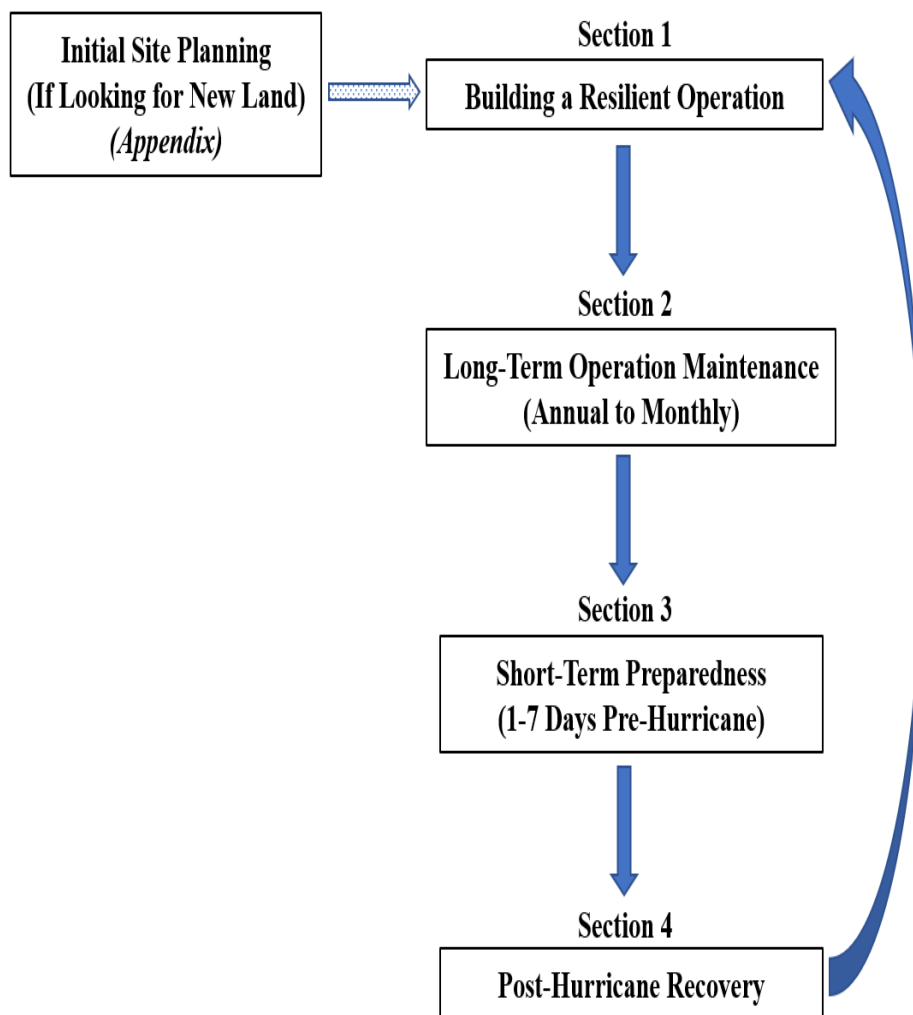 Initial Site Planning
(If Looking for New Land)
(Appendix)
Section 1
Building a Resilient Operation
Section 2
Long-Term Operation Maintenance
(Annual to Monthly)
Section 3
Short-Term Preparedness
(1-7 Days Pre-Hurricane)
Section 4
Post-Hurricane Recovery